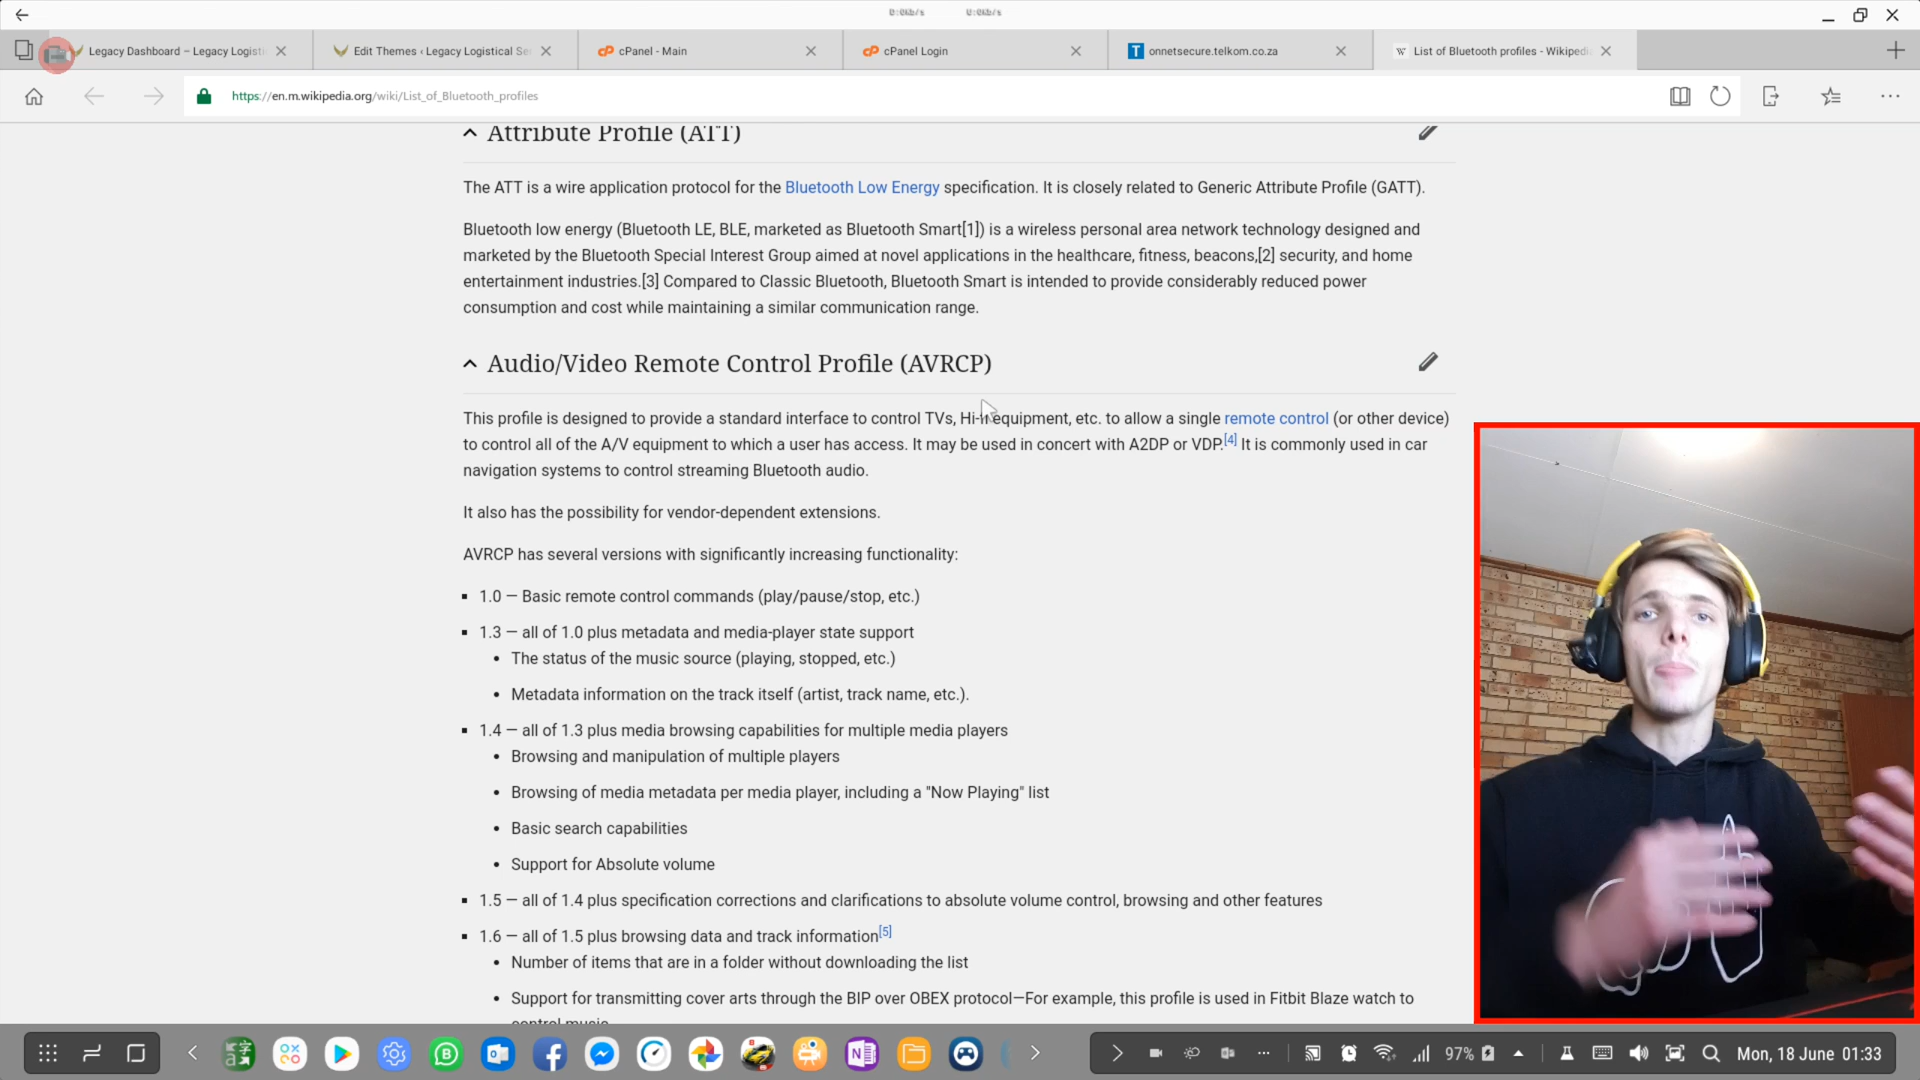 0:0Kb/s U:0Kb/s
Legacy Dashboard – Legacy Logisti
Edit Themes ‹ Legacy Logistical Se
cPanel - Main
cPanel Login
onnetsecure.telkom.co.za
List of Bluetooth profiles - Wikipedi
https://en.m.wikipedia.org/wiki/List_of_Bluetooth_profiles
Attribute Profile (ATT)
The ATT is a wire application protocol for the Bluetooth Low Energy specification. It is closely related to Generic Attribute Profile (GATT).
Bluetooth low energy (Bluetooth LE, BLE, marketed as Bluetooth Smart[1]) is a wireless personal area network technology designed and
marketed by the Bluetooth Special Interest Group aimed at novel applications in the healthcare, fitness, beacons,[2] security, and home
entertainment industries.[3] Compared to Classic Bluetooth, Bluetooth Smart is intended to provide considerably reduced power
consumption and cost while maintaining a similar communication range.
Audio/Video Remote Control Profile (AVRCP)
This profile is designed to provide a standard interface to control TVs, Hi-fi equipment, etc. to allow a single remote control (or other device)
to control all of the A/V equipment to which a user has access. It may be used in concert with A2DP or VDP.[4] It is commonly used in car
navigation systems to control streaming Bluetooth audio.
It also has the possibility for vendor-dependent extensions.
AVRCP has several versions with significantly increasing functionality:
1.0 — Basic remote control commands (play/pause/stop, etc.)
1.3 — all of 1.0 plus metadata and media-player state support
• The status of the music source (playing, stopped, etc.)
• Metadata information on the track itself (artist, track name, etc.).
1.4 — all of 1.3 plus media browsing capabilities for multiple media players
• Browsing and manipulation of multiple players
• Browsing of media metadata per media player, including a "Now Playing" list
• Basic search capabilities
• Support for Absolute volume
1.5 — all of 1.4 plus specification corrections and clarifications to absolute volume control, browsing and other features
1.6 — all of 1.5 plus browsing data and track information[5]
• Number of items that are in a folder without downloading the list
• Support for transmitting cover arts through the BIP over OBEX protocol—For example, this profile is used in Fitbit Blaze watch to
control music.
97% Mon, 18 June 01:33